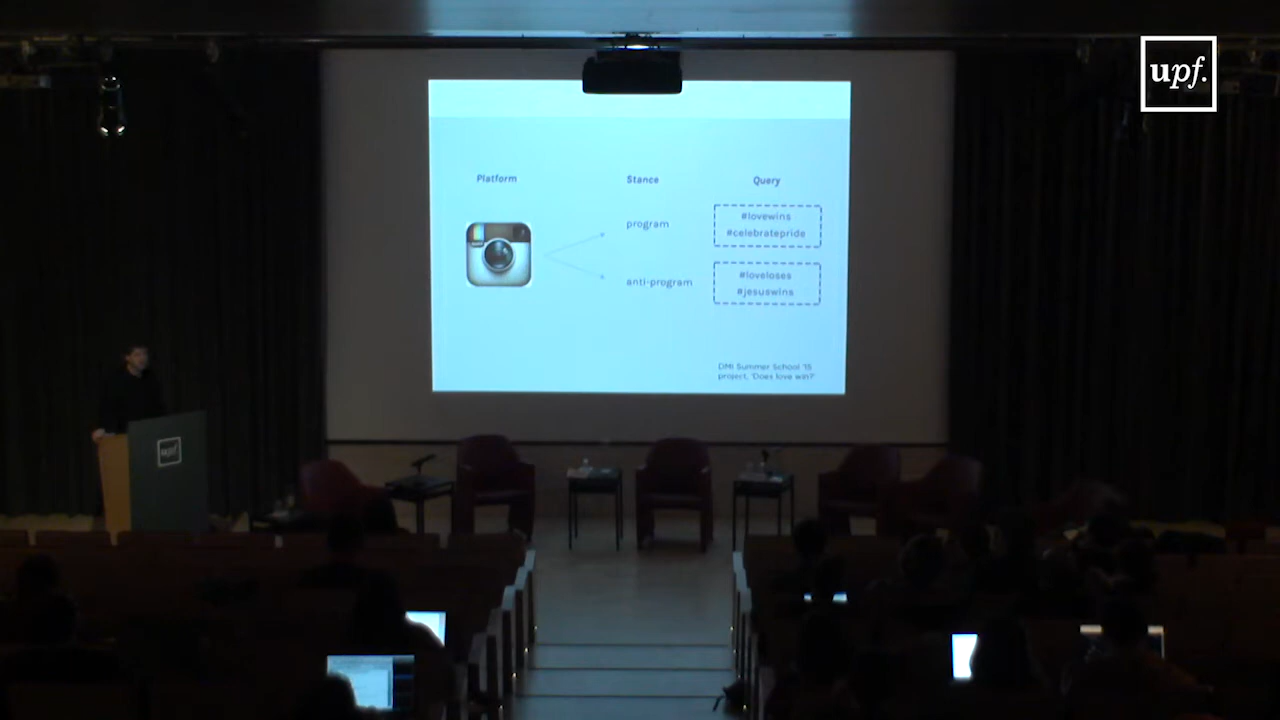 upf.
Platform
Stance
Query
program
#lovewins
#celebratepride
anti-program
#loveloses
#jesuswins
DMI Summer School '15
project, 'Does love win?'
upf.